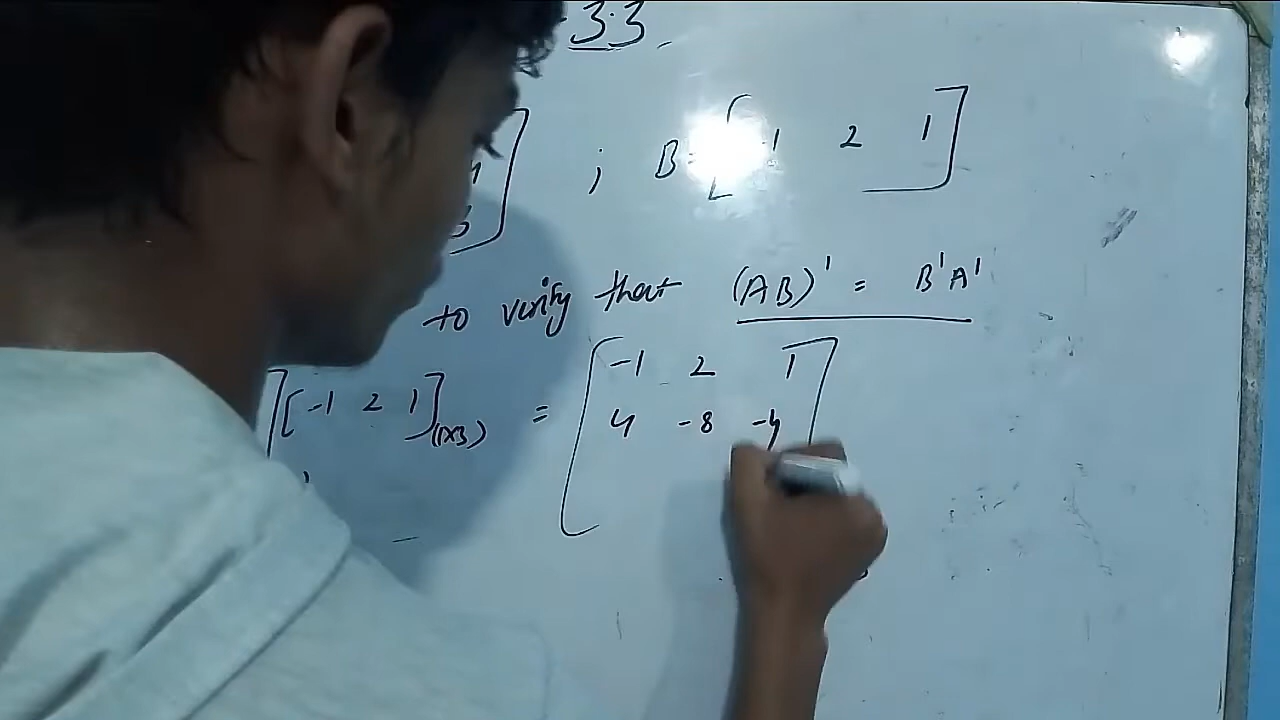 3.3
; B [ -1 2 1 ]
to verify that (AB)' = B'A'
] [ -1 2 1 ](1x3) = [ -1 2 1
4 -8 -4